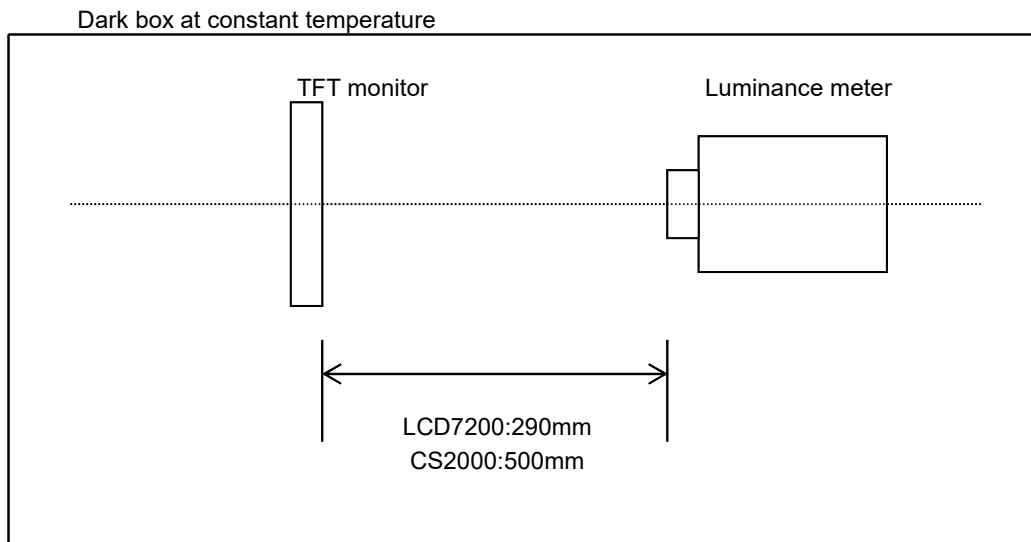 Dark box at constant temperature
TFT monitor
Luminance meter
LCD7200:290mm
CS2000:500mm